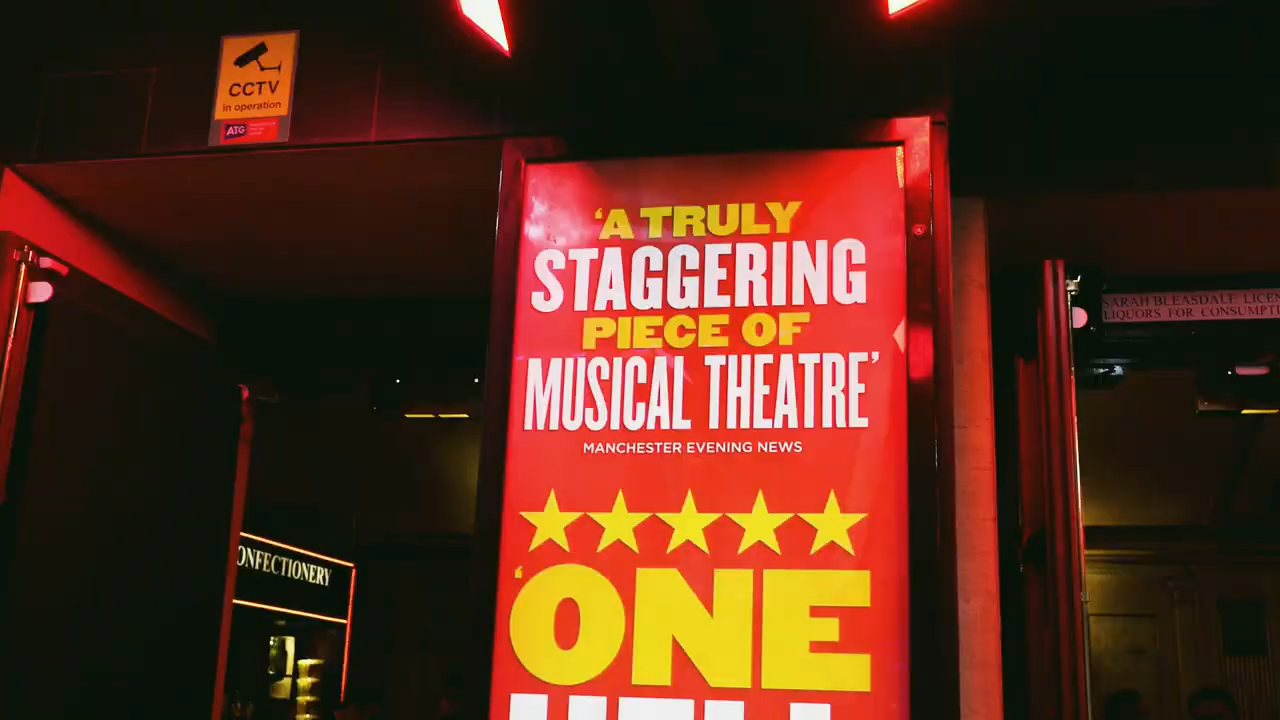 CCTV
in operation
ATG
'A TRULY
STAGGERING
PIECE OF
MUSICAL THEATRE'
MANCHESTER EVENING NEWS
'ONE
SARAH BLEASDALE LICEN
LIQUORS FOR CONSUMPTI
ONFECTIONERY